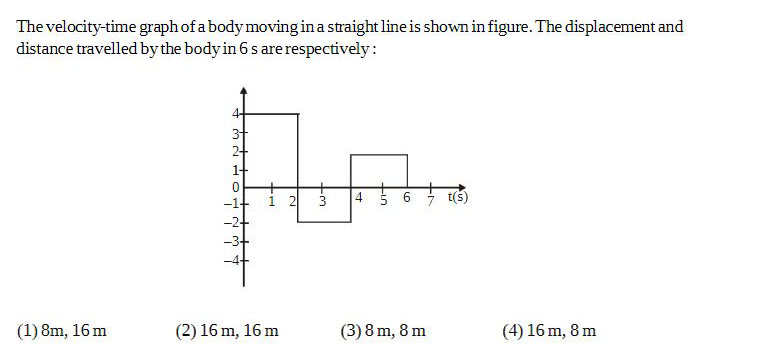 The velocity-time graph of a body moving in a straight line is shown in figure. The displacement and
distance travelled by the body in 6 s are respectively :
4
3
2
1
0
-1
-2
-3
-4
1 2 3 4 5 6 7 t(s)
(1) 8m, 16 m (2) 16 m, 16 m (3) 8 m, 8 m (4) 16 m, 8 m